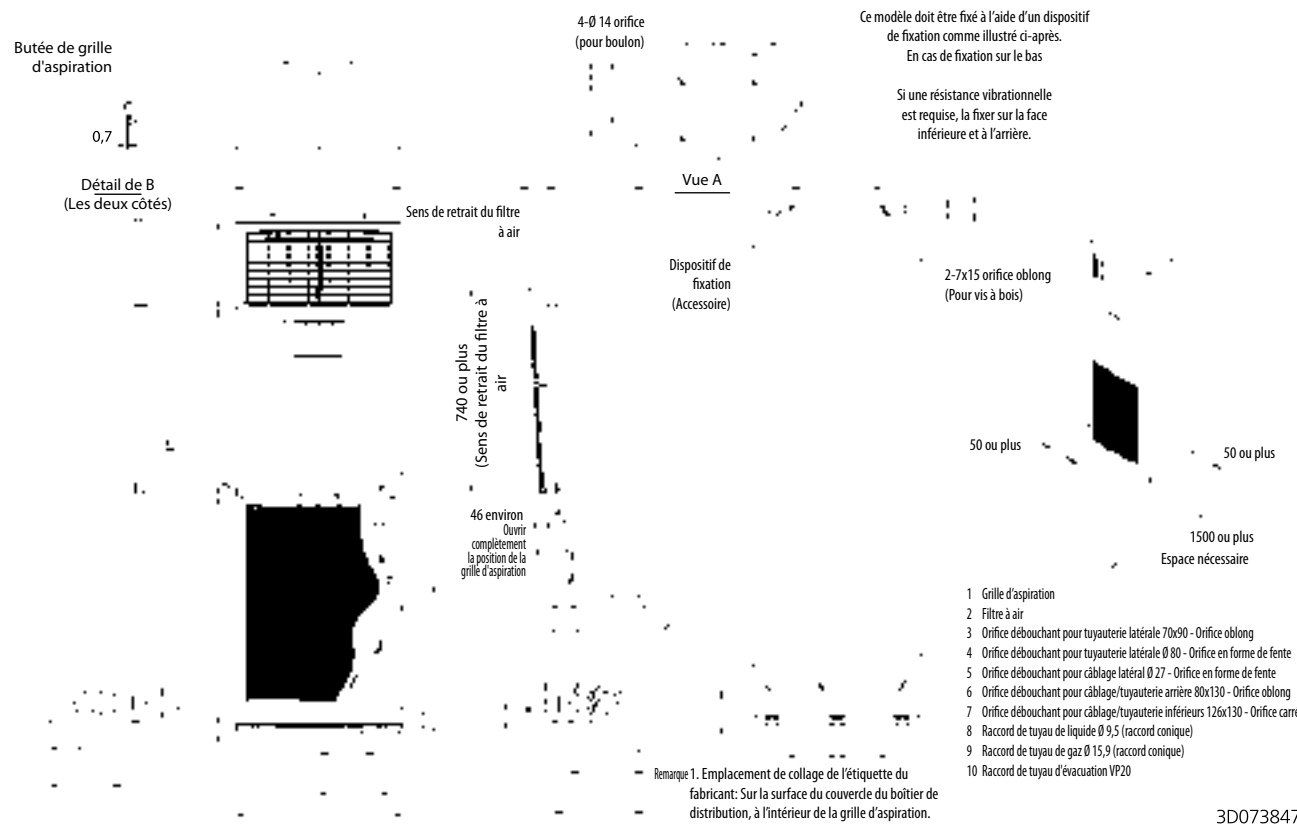 Butée de grille
d'aspiration
0,7
Détail de B
(Les deux côtés)
4-Ø 14 orifice
(pour boulon)
Ce modèle doit être fixé à l'aide d'un dispositif
de fixation comme illustré ci-après.
En cas de fixation sur le bas
Si une résistance vibrationnelle
est requise, la fixer sur la face
inférieure et à l'arrière.
Vue A
Sens de retrait du filtre
à air
Dispositif de
fixation
(Accessoire)
2-7x15 orifice oblong
(Pour vis à bois)
740 ou plus
(Sens de retrait du filtre à
air
50 ou plus
50 ou plus
46 environ
Ouvrir
complètement
la position de la
grille d'aspiration
1500 ou plus
Espace nécessaire
1 Grille d'aspiration
2 Filtre à air
3 Orifice débouchant pour tuyauterie latérale 70x90 - Orifice oblong
4 Orifice débouchant pour tuyauterie latérale Ø 80 - Orifice en forme de fente
5 Orifice débouchant pour câblage latéral Ø 27 - Orifice en forme de fente
6 Orifice débouchant pour câblage/tuyauterie arrière 80x130 - Orifice oblong
7 Orifice débouchant pour câblage/tuyauterie inférieurs 126x130 - Orifice carré
8 Raccord de tuyau de liquide Ø 9,5 (raccord conique)
9 Raccord de tuyau de gaz Ø 15,9 (raccord conique)
10 Raccord de tuyau d'évacuation VP20
Remarque 1. Emplacement de collage de l'étiquette du
fabricant: Sur la surface du couvercle du boîtier de
distribution, à l'intérieur de la grille d'aspiration.
3D073847